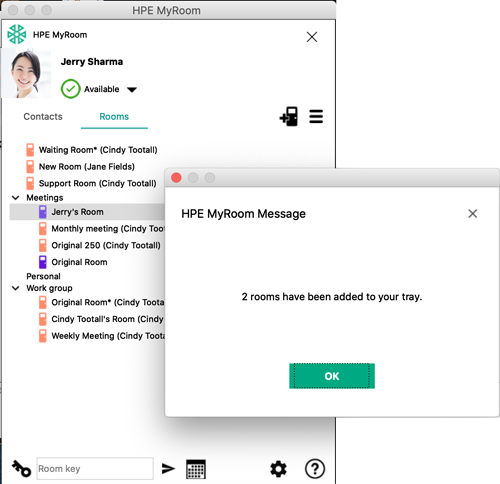 HPE MyRoom
HPE MyRoom
Jerry Sharma
Available
Contacts
Rooms
Waiting Room* (Cindy Tootall)
New Room (Jane Fields)
Support Room (Cindy Tootall)
Meetings
Jerry's Room
Monthly meeting (Cindy Toot
Original 250 (Cindy Tootall)
Original Room
Personal
Work group
Original Room* (Cindy Toota
Cindy Tootall's Room (Cindy
Weekly Meeting (Cindy Toota
HPE MyRoom Message
2 rooms have been added to your tray.
OK
Room key
?